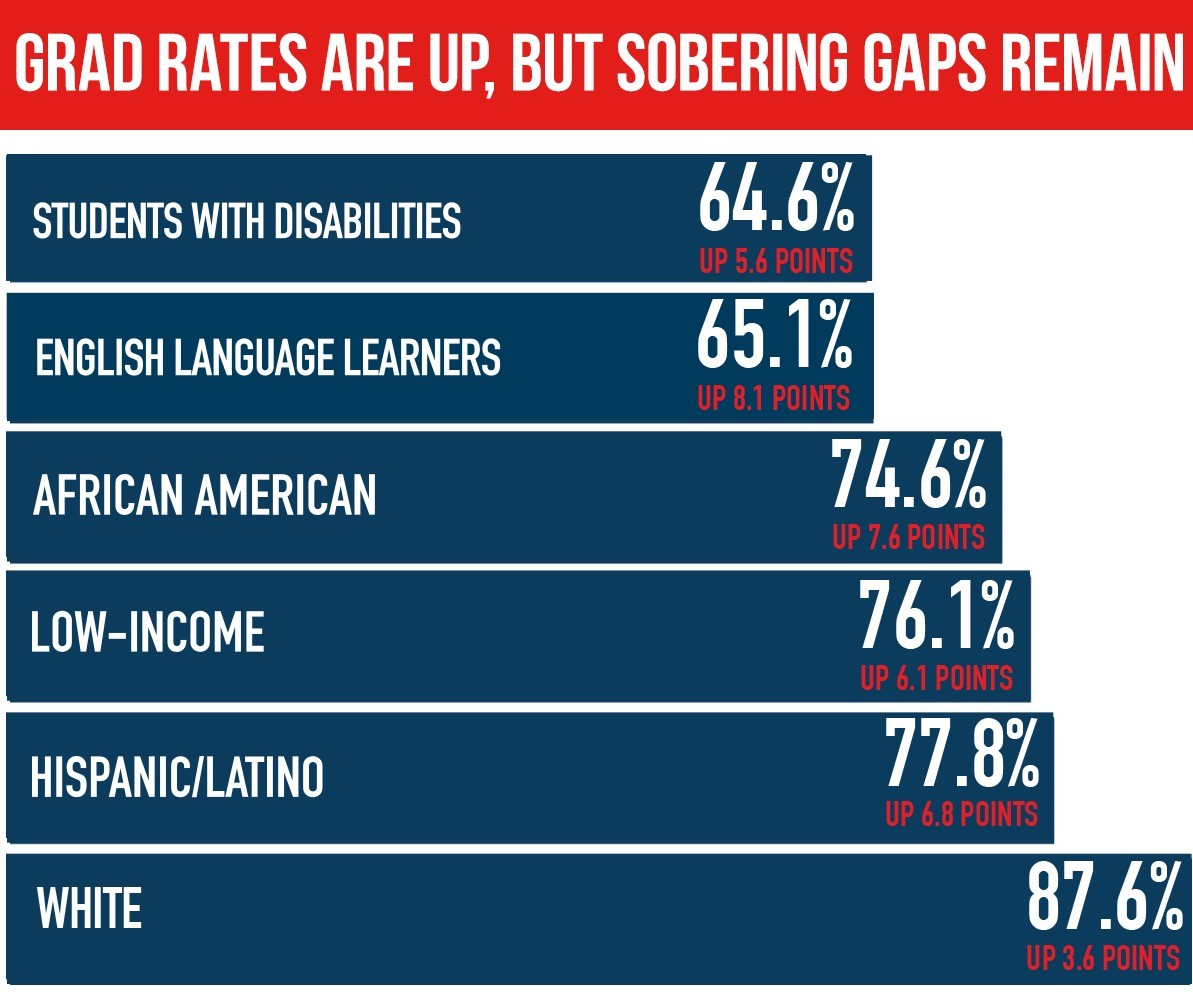 GRAD RATES ARE UP, BUT SOBERING GAPS REMAIN
STUDENTS WITH DISABILITIES
64.6%
UP 5.6 POINTS
ENGLISH LANGUAGE LEARNERS
65.1%
UP 8.1 POINTS
AFRICAN AMERICAN
74.6%
UP 7.6 POINTS
LOW-INCOME
76.1%
UP 6.1 POINTS
HISPANIC/LATINO
77.8%
UP 6.8 POINTS
WHITE
87.6%
UP 3.6 POINTS